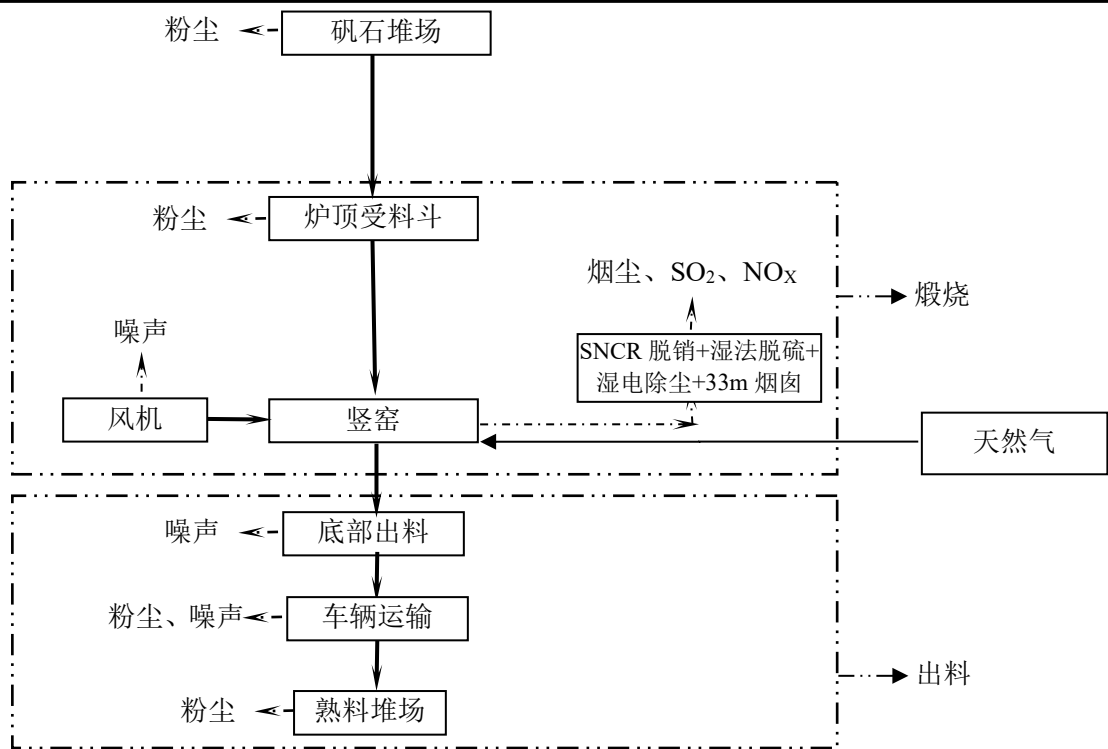 粉尘
矾石堆场
粉尘
炉顶受料斗
烟尘、SO₂、NOX
煅烧
噪声
SNCR 脱销+湿法脱硫+
湿电除尘+33m 烟囱
风机
竖窑
天然气
噪声
底部出料
粉尘、噪声
车辆运输
出料
粉尘
熟料堆场